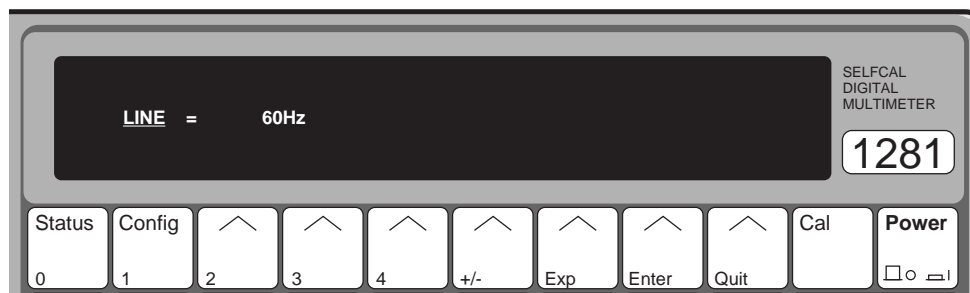 SELFCAL
DIGITAL
MULTIMETER
LINE = 60Hz
1281
Status Config Cal Power
0 1 2 3 4 +/- Exp Enter Quit